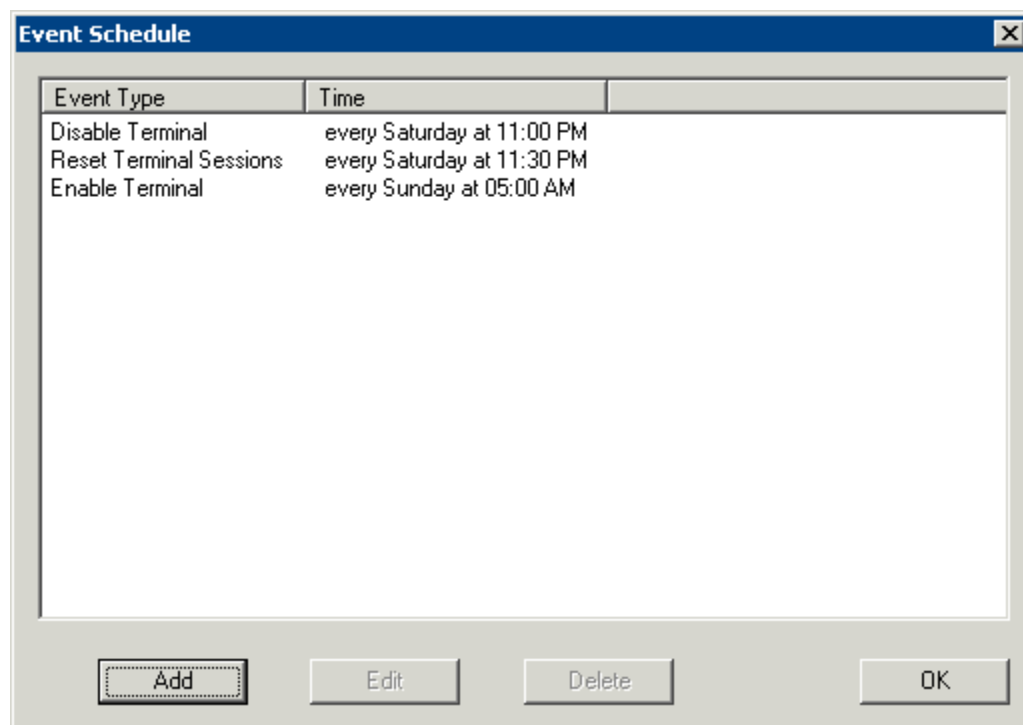 Event Schedule
Event Type Time
Disable Terminal every Saturday at 11:00 PM
Reset Terminal Sessions every Saturday at 11:30 PM
Enable Terminal every Sunday at 05:00 AM
Add Edit Delete OK